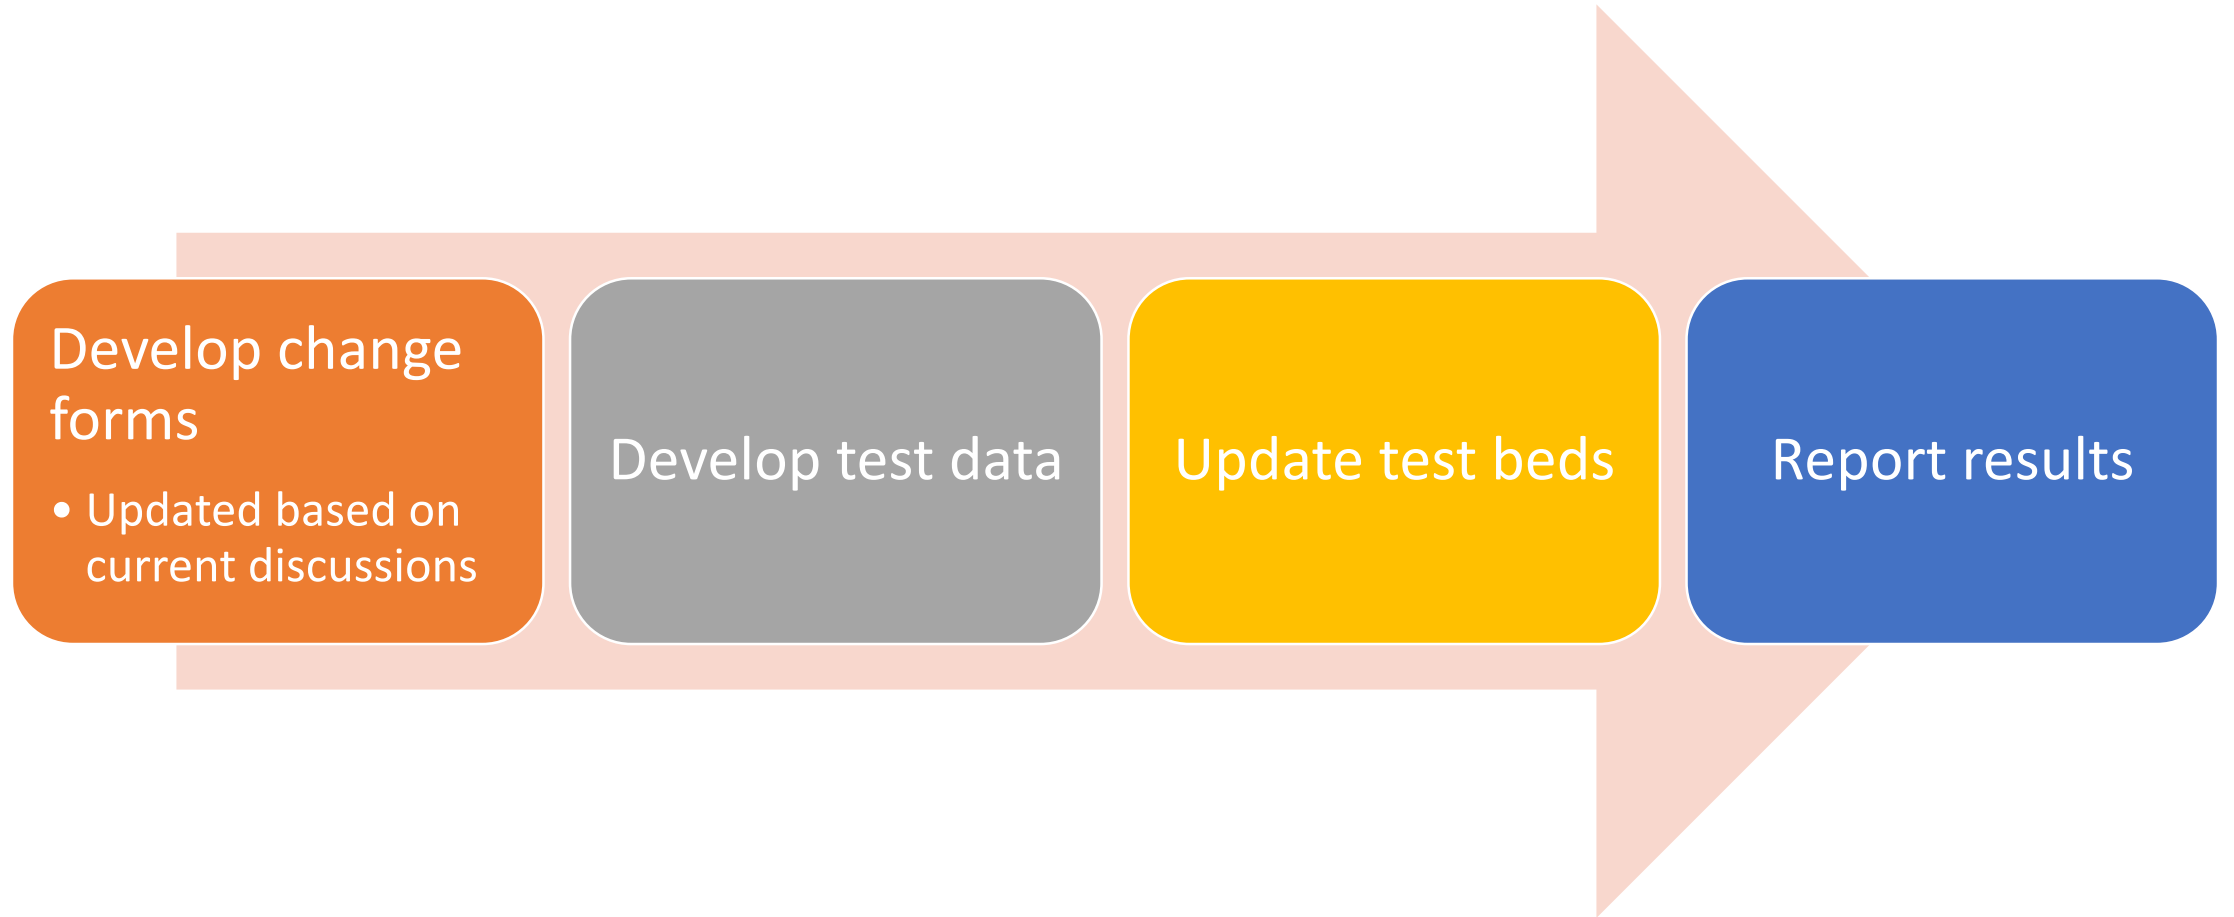 Develop change
forms
• Updated based on
current discussions
Develop test data
Update test beds
Report results